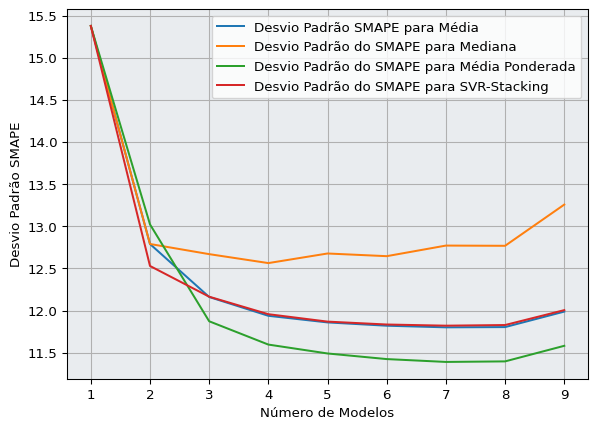 Desvio Padrão SMAPE para Média
Desvio Padrão do SMAPE para Mediana
Desvio Padrão do SMAPE para Média Ponderada
Desvio Padrão do SMAPE para SVR-Stacking
Desvio Padrão SMAPE
15.5
15.0
14.5
14.0
13.5
13.0
12.5
12.0
11.5
1 2 3 4 5 6 7 8 9
Número de Modelos